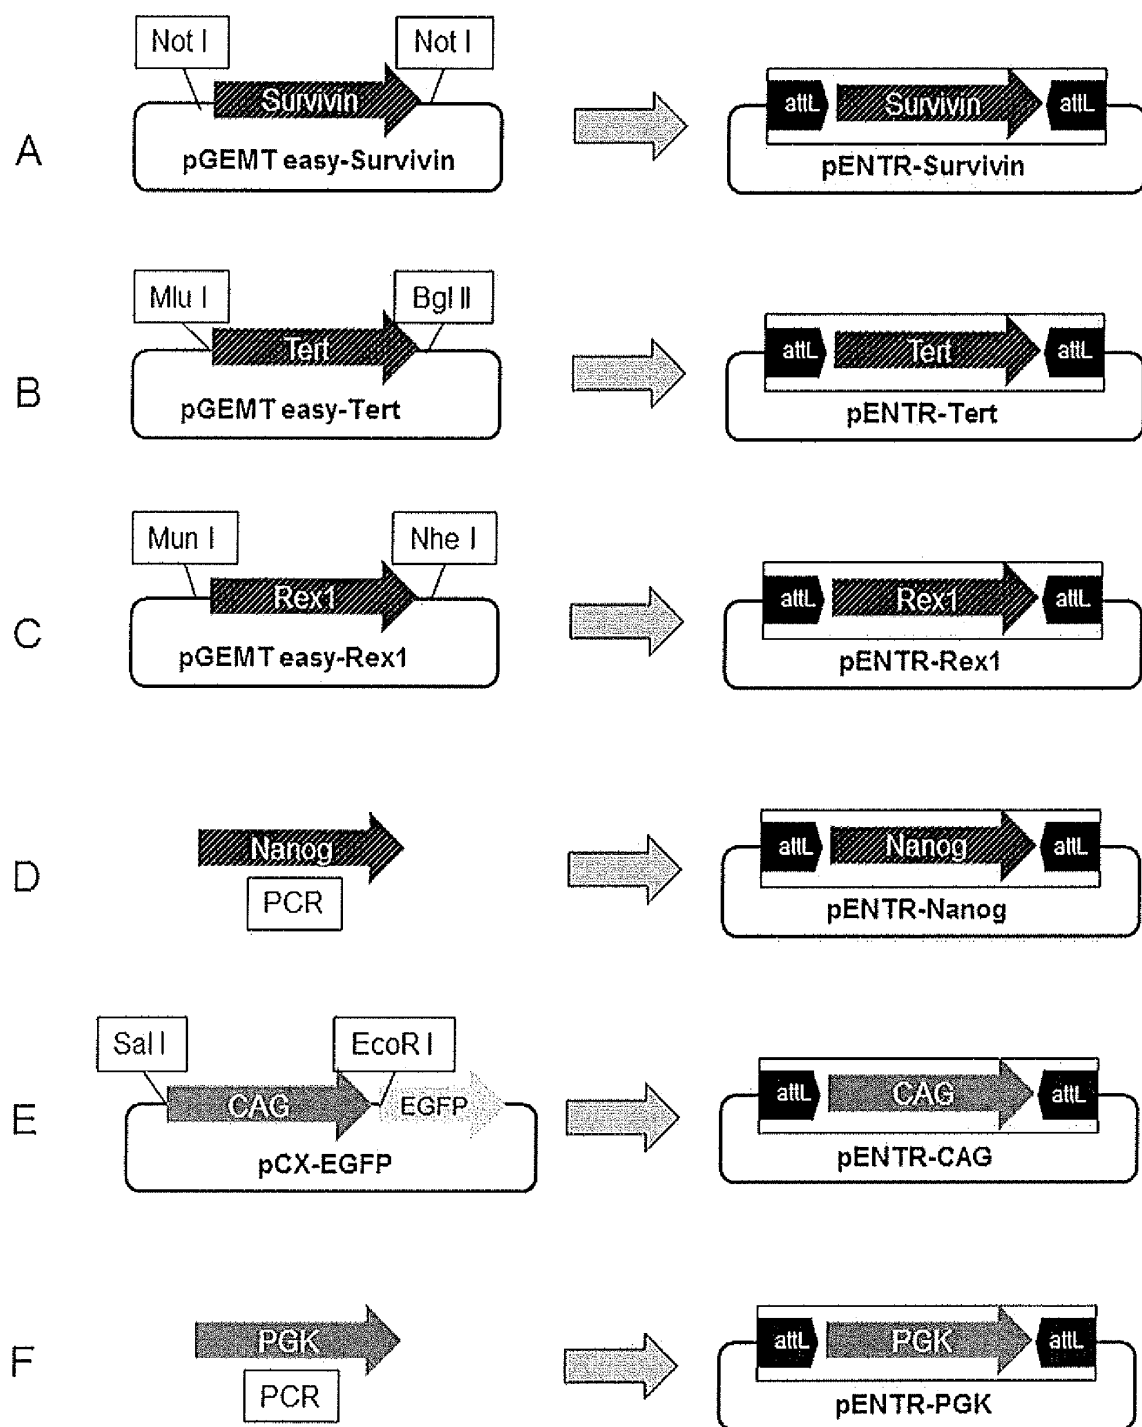 Not I
Not I
Survivin
pGEMT easy-Survivin
A
attL
Survivin
attL
pENTR-Survivin
Mlu I
Bgl II
Tert
pGEMT easy-Tert
B
attL
Tert
attL
pENTR-Tert
Mun I
Nhe I
Rex1
pGEMT easy-Rex1
C
attL
Rex1
attL
pENTR-Rex1
D
Nanog
PCR
attL
Nanog
attL
pENTR-Nanog
Sal I
EcoR I
CAG
EGFP
pCX-EGFP
E
attL
CAG
attL
pENTR-CAG
F
PGK
PCR
attL
PGK
attL
pENTR-PGK